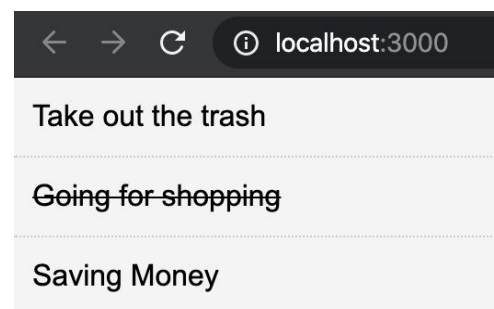 localhost:3000
Take out the trash
Going for shopping
Saving Money